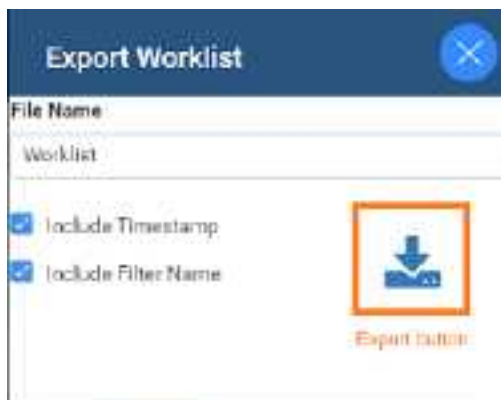 Export Worklist
File Name
Worklist
Include Timestamp
Include Filter Name
Export button